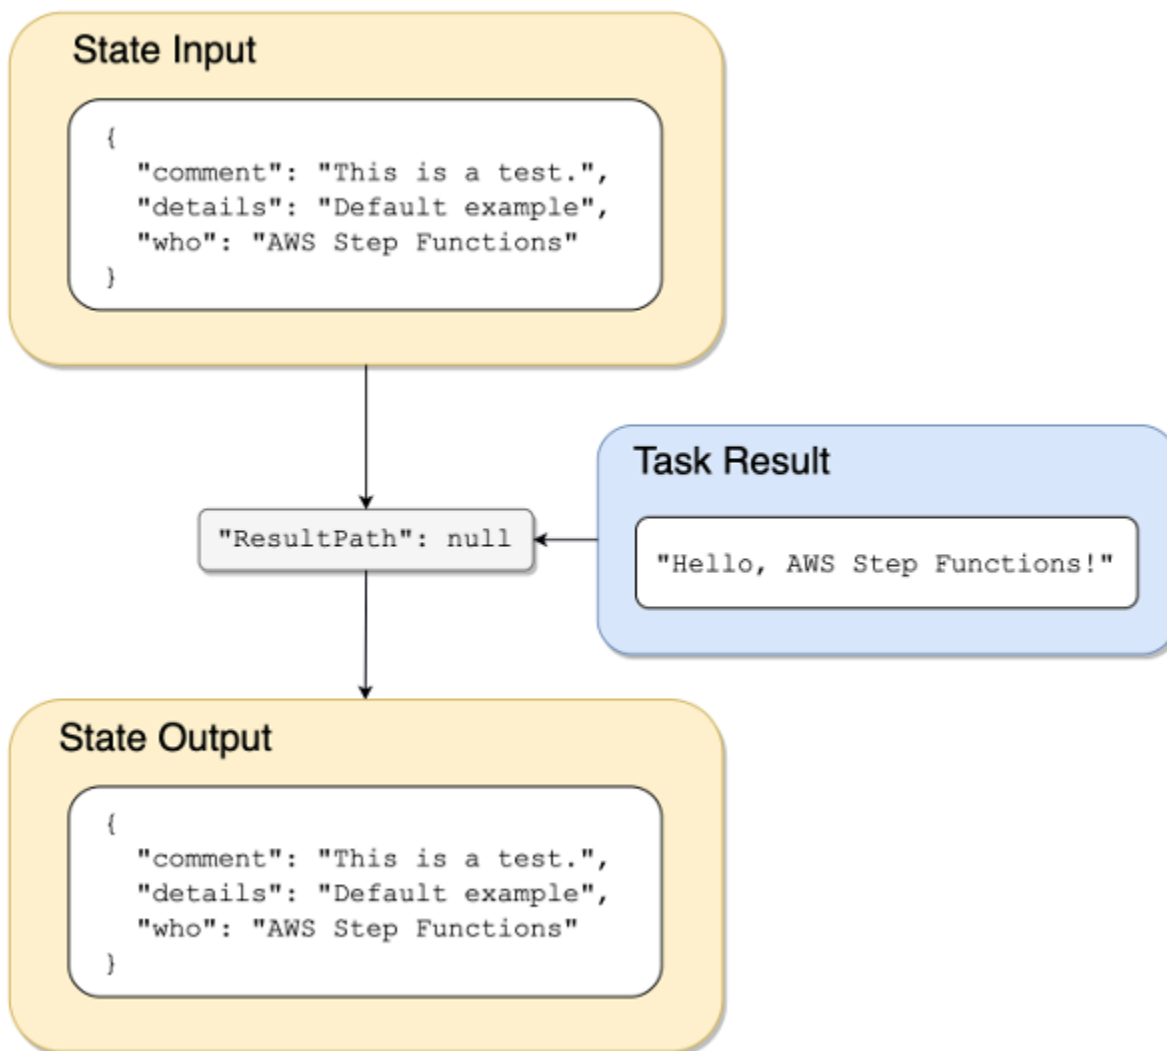 State Input
{
"comment": "This is a test.",
"details": "Default example",
"who": "AWS Step Functions"
}
Task Result
"ResultPath": null
"Hello, AWS Step Functions!"
State Output
{
"comment": "This is a test.",
"details": "Default example",
"who": "AWS Step Functions"
}